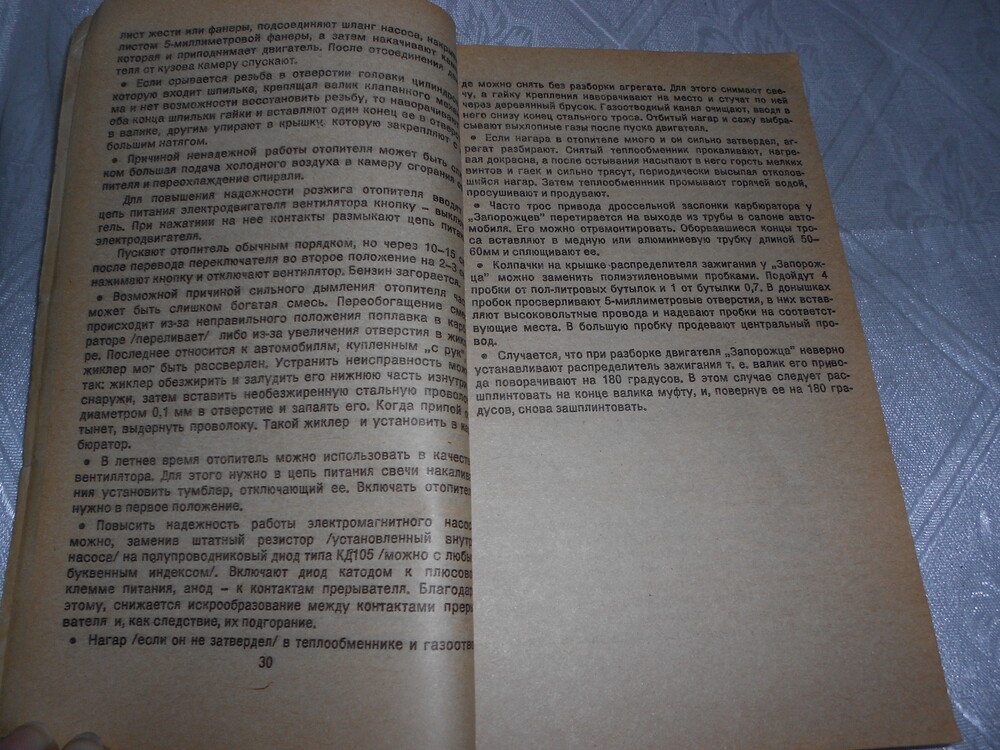 лист жести или фанеры, подсоединяют шланг насоса,
листом 5-миллиметровой фанеры, а затем накачивают
которая и приподнимает двигатель. После отсоединения
теля от кузова камеру спускают.
• Если срывается резьба в отверстии головки
которую входит шпилька, крепящая валик клапанного
ма и нет возможности восстановить резьбу, то
оба конца шпильки гайки и вставляют один конец ее в
в валике, другим упирают в крышку, которую закрепляют с
большим натягом.
• Причиной ненадежной работы отопителя может быть
ком большая подача холодного воздуха в камеру сгорания
пителя и переохлаждение спирали.
Для повышения надежности розжига отопителя
цепь питания электродвигателя вентилятора кнопку –
тель. При нажатии на нее контакты размыкают цепь
электродвигателя.
Пускают отопитель обычным порядком, но через 10–15
после перевода переключателя во второе положение на 2–3
нажимают кнопку и отключают вентилятор. Бензин загорается.
• Возможной причиной сильного дымления отопителя
может быть слишком богатая смесь. Переобогащение
происходит из-за неправильного положения поплавка в
раторе /переливает/ либо из-за увеличения отверстия в
ре. Последнее относится к автомобилям, купленным „с рук"
жиклер мог быть рассверлен. Устранить неисправность
так: жиклер обезжирить и залудить его нижнюю часть
снаружи, затем вставить необезжиренную стальную
диаметром 0,1 мм в отверстие и запаять его. Когда припой
тынет, выдернуть проволоку. Такой жиклер и установить в
бюратор.
• В летнее время отопитель можно использовать в
вентилятора. Для этого нужно в цепь питания свечи
ния установить тумблер, отключающий ее. Включать
нужно в первое положение.
• Повысить надежность работы электромагнитного
можно, заменив штатный резистор /установленный
насоса/ на полупроводниковый диод типа КД105 /можно с
буквенным индексом/. Включают диод катодом к
клемме питания, анод – к контактам прерывателя.
этому, снижается искрообразование между контактами
вателя и, как следствие, их подгорание.
• Нагар /если он не затвердел/ в теплообменнике и
30
де можно снять без разборки агрегата. Для этого снимают све-
чу, а гайку крепления наворачивают на место и стучат по ней
через деревянный брусок. Газоотводный канал очищают, вводя в
него снизу конец стального троса. Отбитый нагар и сажу выбра-
сывают выхлопные газы после пуска двигателя.
• Если нагара в отопителе много и он сильно затвердел, аг-
регат разбирают. Снятый теплообменник прокаливают, нагре-
вая докрасна, а после остывания насыпают в него горсть мелких
винтов и гаек и сильно трясут, периодически высыпая отколов-
шийся нагар. Затем теплообменник промывают горячей водой,
просушивают и продувают.
• Часто трос привода дроссельной заслонки карбюратора у
„Запорожцев" перетирается на выходе из трубы в салоне авто-
мобиля. Его можно отремонтировать. Оборвавшиеся концы тро-
са вставляют в медную или алюминиевую трубку длиной 50–
60мм и сплющивают ее.
• Колпачки на крышке распределителя зажигания у „Запорож-
ца" можно заменить полиэтиленовыми пробками. Подойдут 4
пробки от пол-литровых бутылок и 1 от бутылки 0,7. В донышках
пробок просверливают 5-миллиметровые отверстия, в них встав-
ляют высоковольтные провода и надевают пробки на соответст-
вующие места. В большую пробку продевают центральный про-
вод.
• Случается, что при разборке двигателя „Запорожца" неверно
устанавливают распределитель зажигания т. е. валик его приво-
да поворачивают на 180 градусов. В этом случае следует рас-
шплинтовать на конце валика муфту, и, повернув ее на 180 гра-
дусов, снова зашплинтовать.